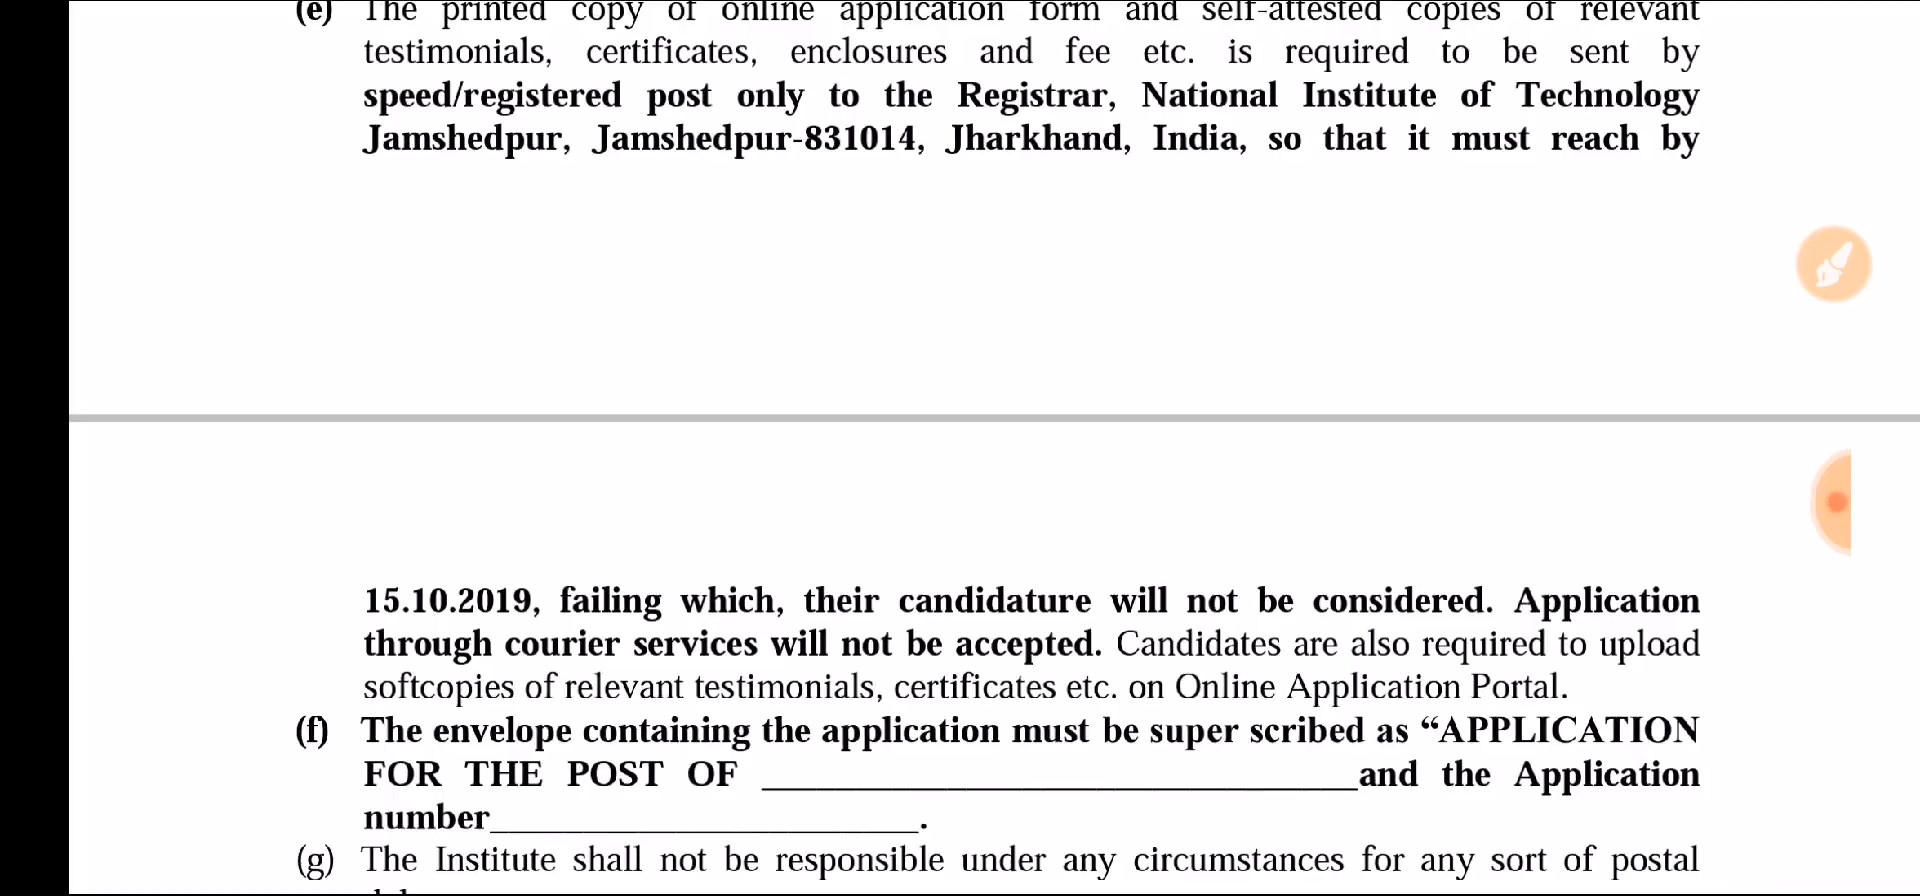 (e) The printed copy of online application form and self-attested copies of relevant
testimonials, certificates, enclosures and fee etc. is required to be sent by
speed/registered post only to the Registrar, National Institute of Technology
Jamshedpur, Jamshedpur-831014, Jharkhand, India, so that it must reach by
15.10.2019, failing which, their candidature will not be considered. Application
through courier services will not be accepted. Candidates are also required to upload
softcopies of relevant testimonials, certificates etc. on Online Application Portal.
(f) The envelope containing the application must be super scribed as “APPLICATION
FOR THE POST OF ________________________________and the Application
number_______________________.
(g) The Institute shall not be responsible under any circumstances for any sort of postal